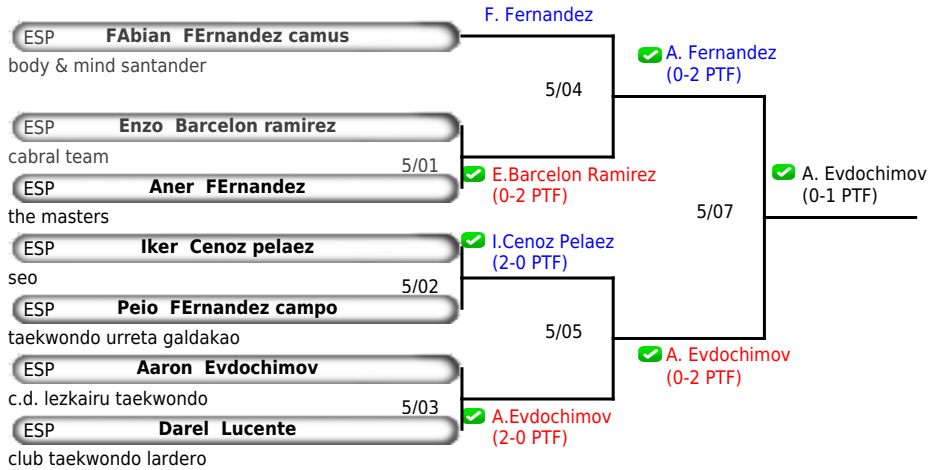 F. Fernandez
ESP FAbian FErnandez camus
body & mind santander
A. Fernandez
(0-2 PTF)
5/04
ESP Enzo Barcelon ramirez
cabral team
5/01
E.Barcelon Ramirez
(0-2 PTF)
ESP Aner FErnandez
the masters
A. Evdochimov
(0-1 PTF)
5/07
ESP Iker Cenoz pelaez
seo
I.Cenoz Pelaez
(2-0 PTF)
5/02
ESP Peio FErnandez campo
taekwondo urreta galdakao
5/05
ESP Aaron Evdochimov
c.d. lezkairu taekwondo
A. Evdochimov
(0-2 PTF)
5/03
A.Evdochimov
(2-0 PTF)
ESP Darel Lucente
club taekwondo lardero